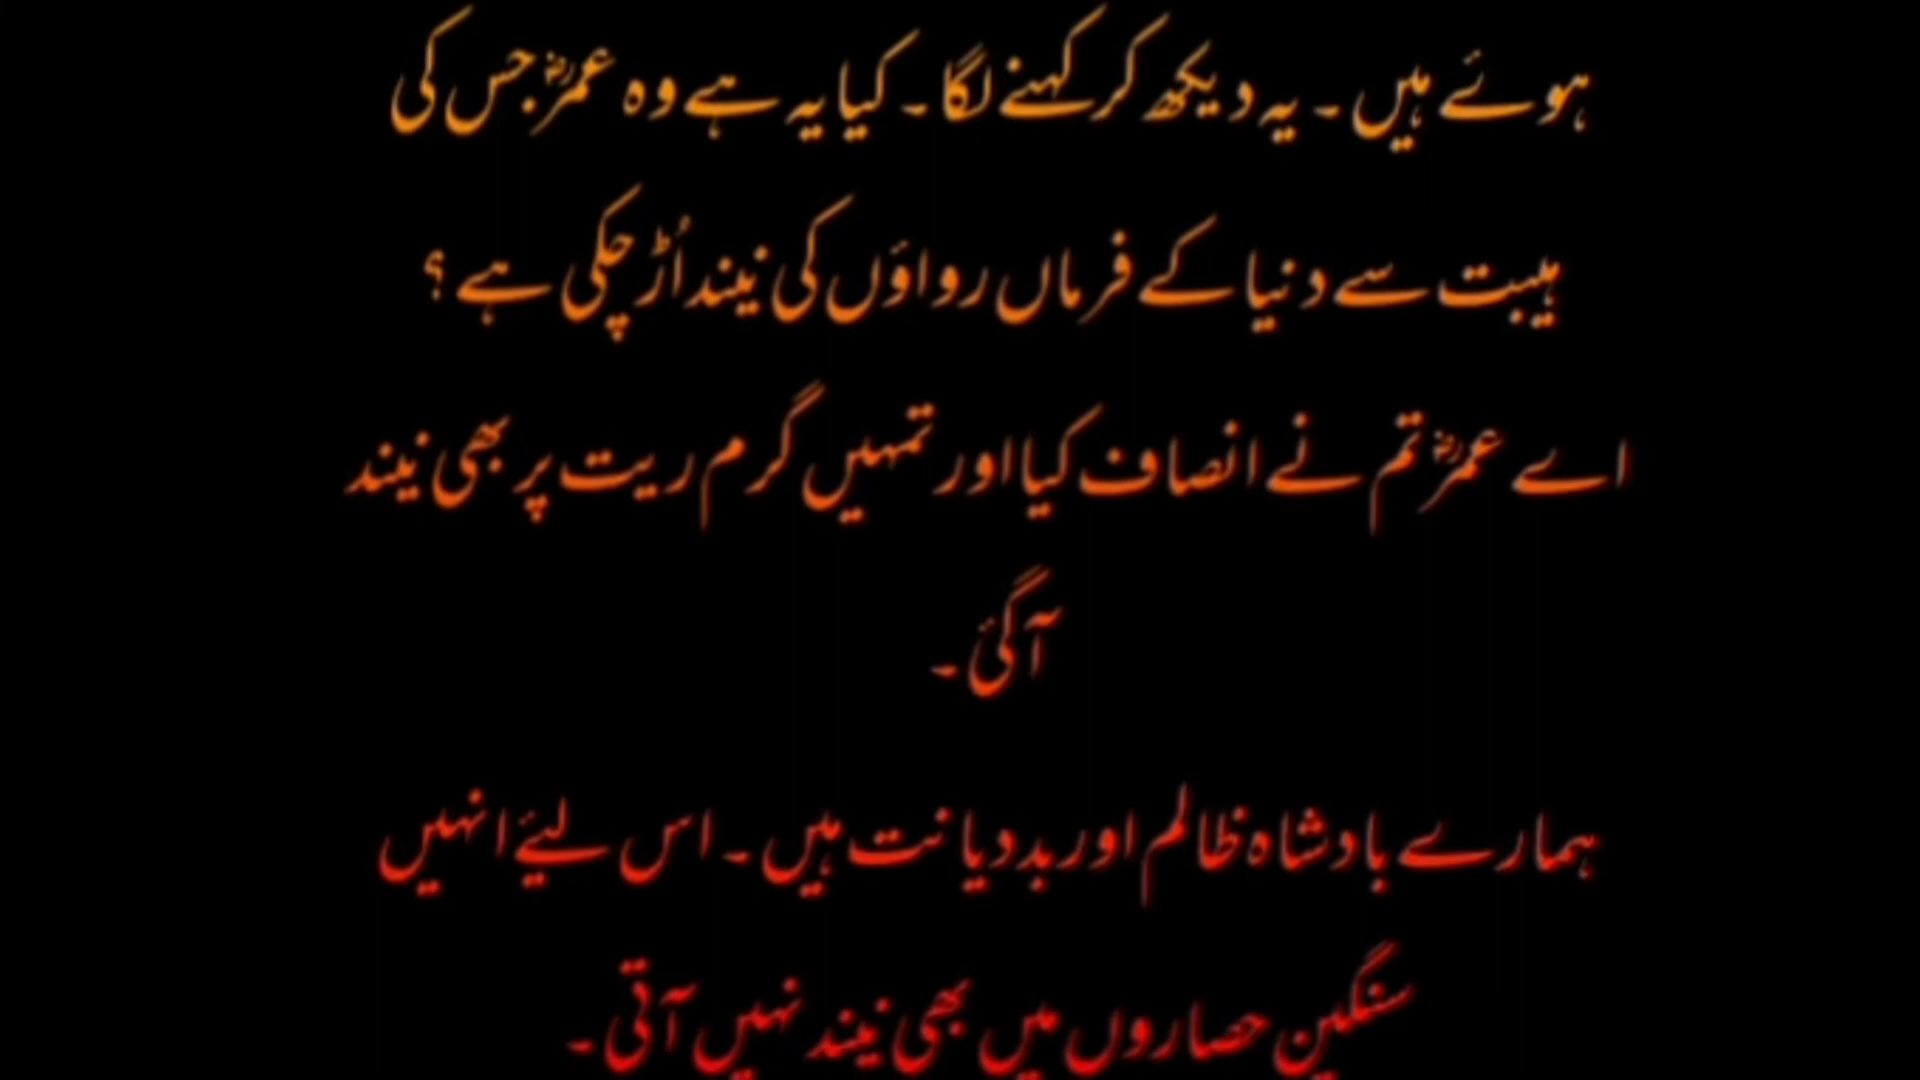 ہوئے ہیں ۔ یہ دیکھ کر کہنے لگا ۔ کیا یہ ہے وہ عمرؓ جس کی
ہیبت سے دنیا کے فرماں رواؤں کی نیند اُڑ چکی ہے ؟
اے عمرؓ تم نے انصاف کیا اور تمہیں گرم ریت پر بھی نیند
آگئ ۔
ہمارے بادشاہ ظالم اور بددیانت ہیں ۔ اس لیۓ انہیں
سنگین حصاروں میں بھی نیند نہیں آتی ۔